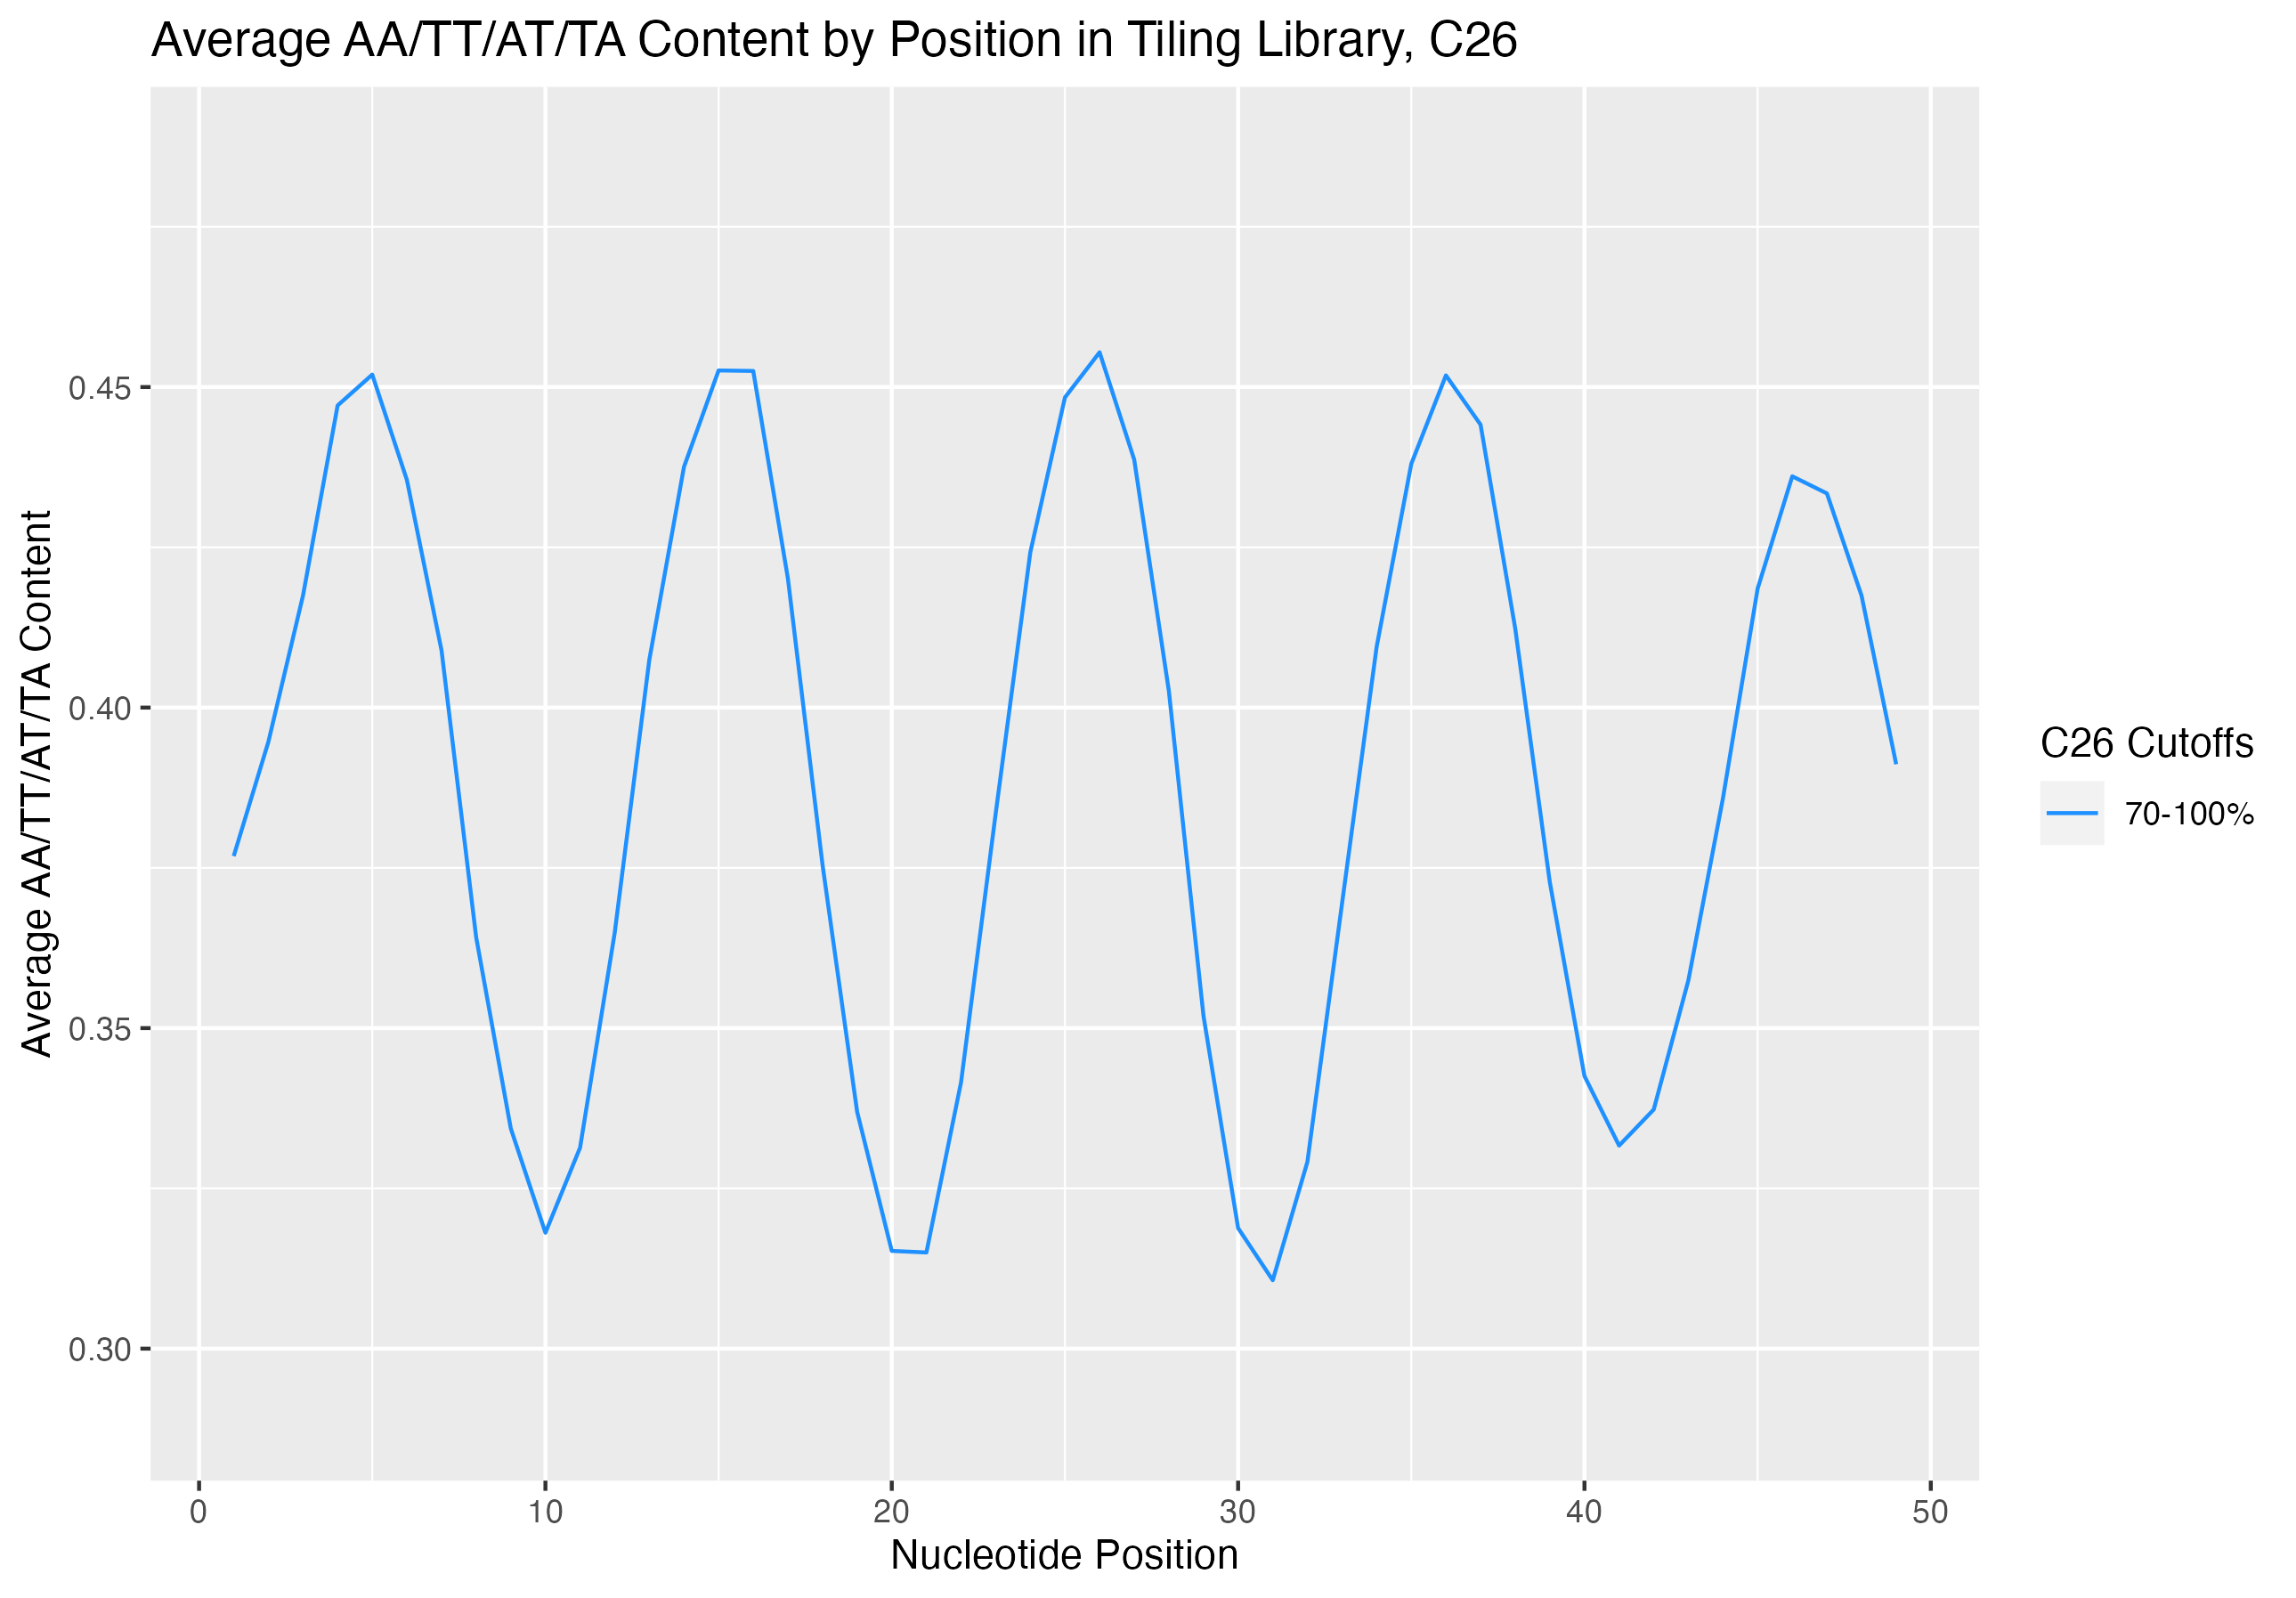 Average AA/TT/AT/TA Content by Position in Tiling Library, C26
Average AA/TT/AT/TA Content
0.45
0.40
0.35
0.30
0
10
20
30
40
50
Nucleotide Position
C26 Cutoffs
70-100%